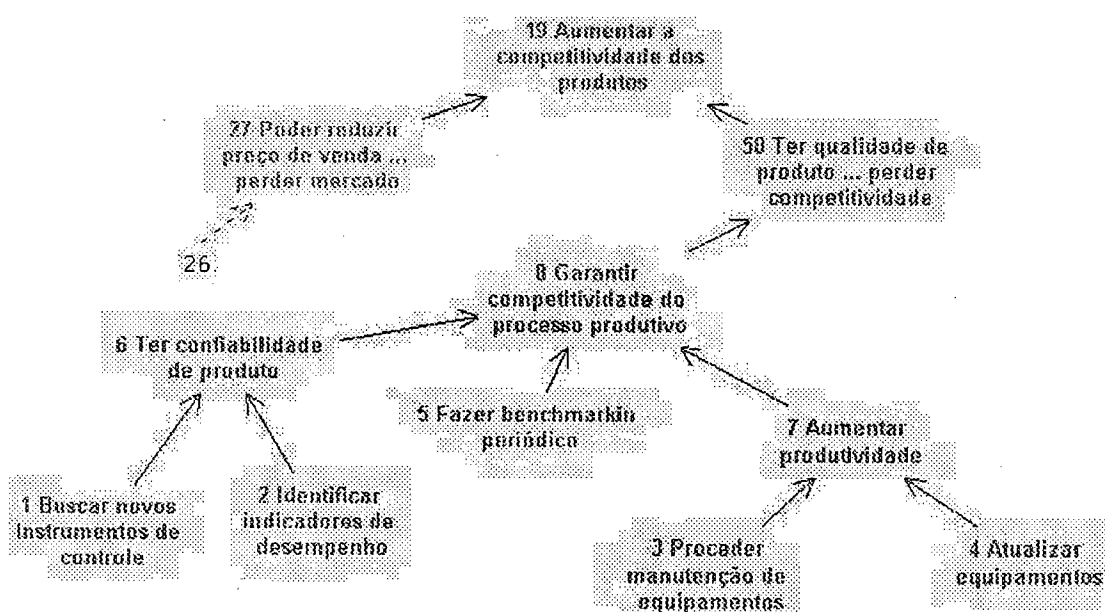 19 Aumentar a
competitividade dos
produtos
27 Poder reduzir
preço de venda ...
perder mercado
50 Ter qualidade de
produto ... perder
competitividade
26
8 Garantir
competitividade do
processo produtivo
6 Ter confiabilidade
de produto
5 Fazer benchmarkin
periódico
7 Aumentar
produtividade
1 Buscar novos
instrumentos de
controle
2 Identificar
indicadores de
desempenho
3 Proceder
manutenção de
equipamentos
4 Atualizar
equipamentos